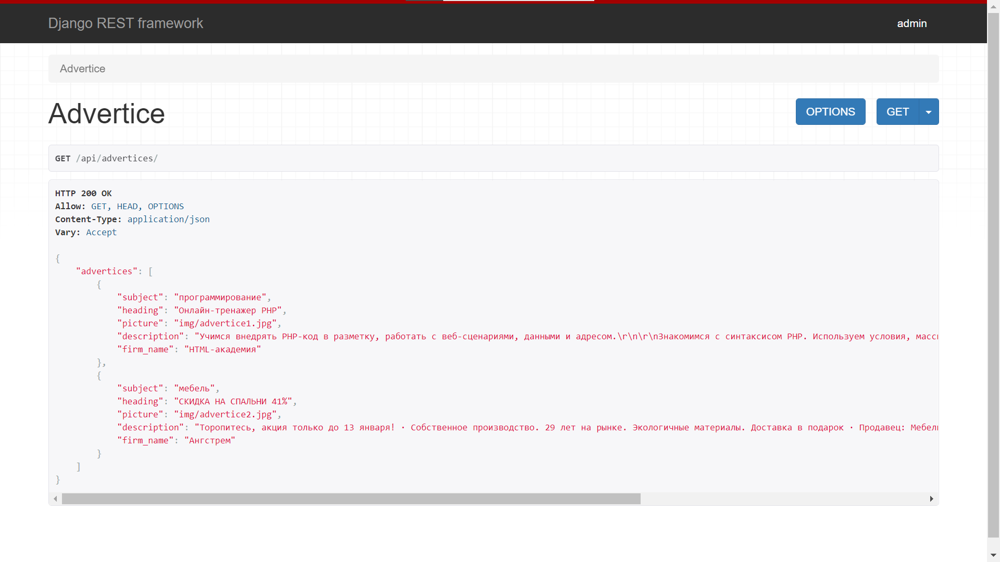 Django REST framework
admin
Advertice
Advertice
OPTIONS
GET
GET /api/advertices/
HTTP 200 OK
Allow: GET, HEAD, OPTIONS
Content-Type: application/json
Vary: Accept
{
"advertices": [
{
"subject": "программирование",
"heading": "Онлайн-тренажер PHP",
"picture": "img/advertice1.jpg",
"description": "Учимся внедрять PHP-код в разметку, работать с веб-сценариями, данными и адресом.\r\n\r\nЗнакомимся с синтаксисом PHP. Используем условия,
"firm_name": "HTML-академия"
},
{
"subject": "мебель",
"heading": "СКИДКА НА СПАЛЬНИ 41%",
"picture": "img/advertice2.jpg",
"description": "Торопитесь, акция только до 13 января! · Собственное производство. 29 лет на рынке. Экологичные материалы. Доставка в подарок · Продавец:
"firm_name": "Ангстрем"
}
]
}